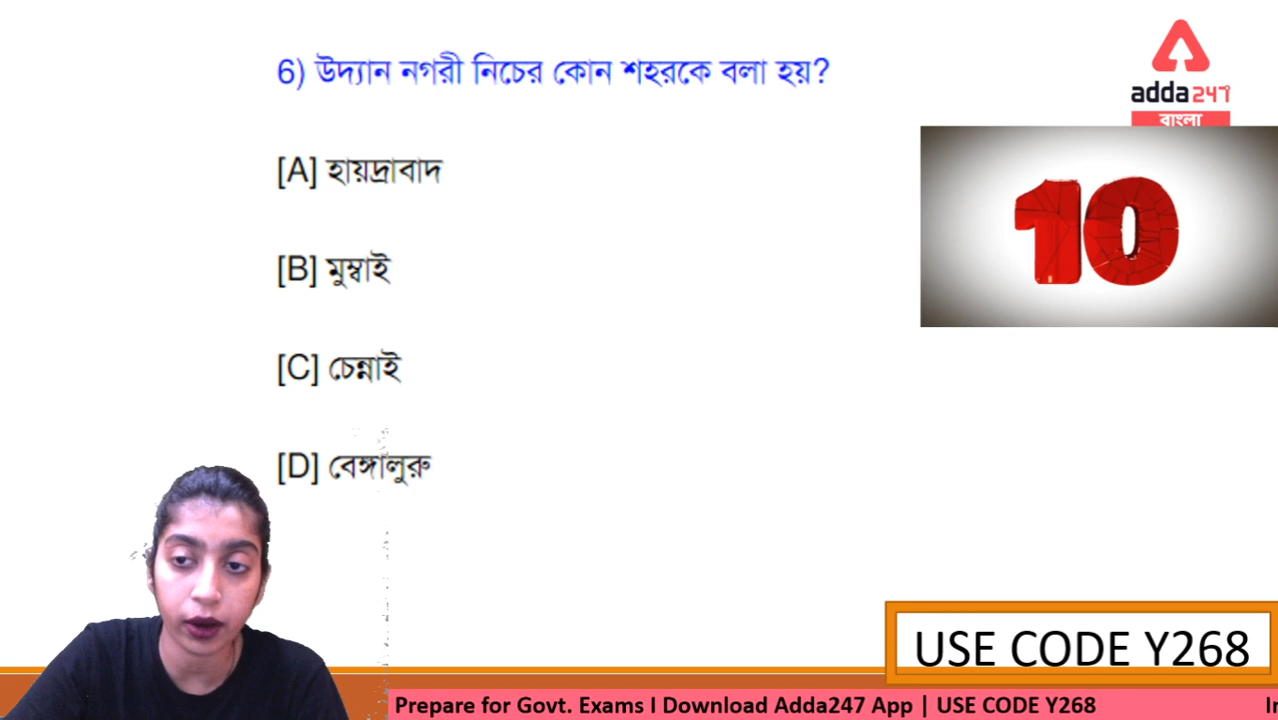 6) উদ্যান নগরী নিচের কোন শহরকে বলা হয়?
adda247
বাংলা
[A] হায়দ্রাবাদ
10
[B] মুম্বাই
[C] চেন্নাই
[D] বেঙ্গালুরু
USE CODE Y268
Prepare for Govt. Exams I Download Adda247 App | USE CODE Y268